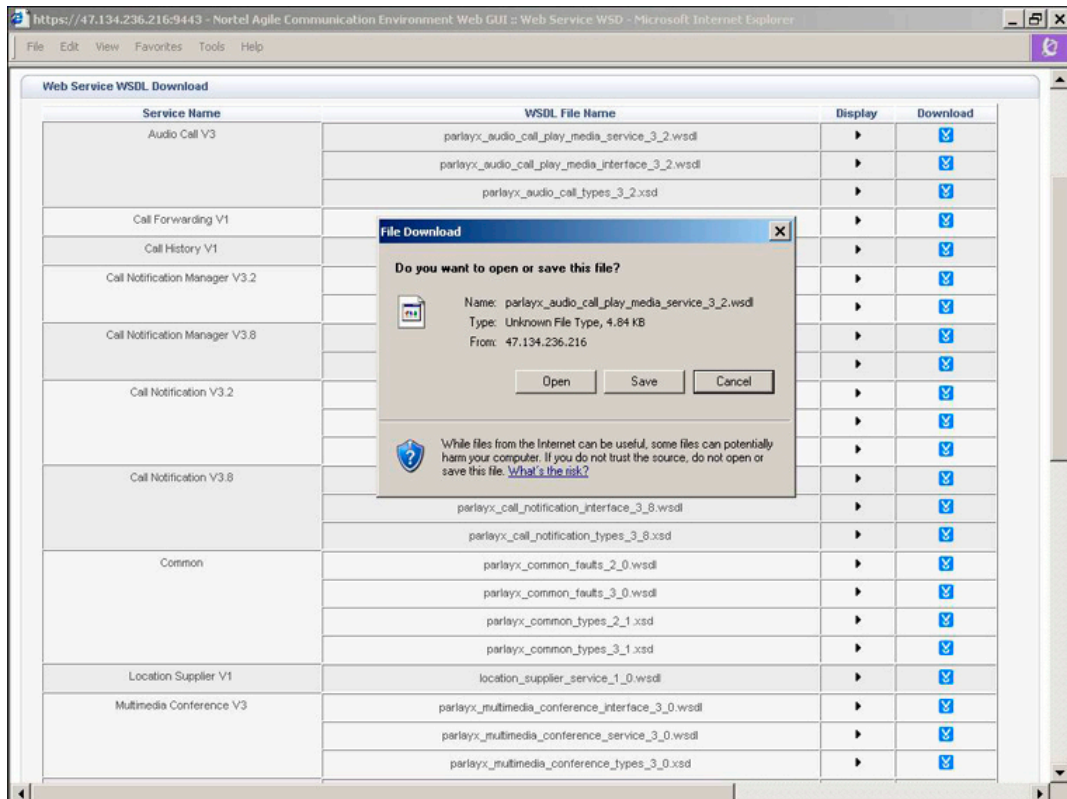 https://47.134.236.216:9443 - Nortel Agile Communication Environment Web GUI :: Web Service WSD - Microsoft Internet Explorer
File Edit View Favorites Tools Help
Web Service WSDL Download
Service Name WSDL File Name Display Download
Audio Call V3 parlayx_audio_call_play_media_service_3_2.wsdl
parlayx_audio_call_play_media_interface_3_2.wsdl
parlayx_audio_call_types_3_2.xsd
Call Forwarding V1
Call History V1
Call Notification Manager V3.2
Call Notification Manager V3.8
Call Notification V3.2
Call Notification V3.8
File Download
Do you want to open or save this file?
Name: parlayx_audio_call_play_media_service_3_2.wsdl
Type: Unknown File Type, 4.84 KB
From: 47.134.236.216
Open Save Cancel
While files from the Internet can be useful, some files can potentially
harm your computer. If you do not trust the source, do not open or
save this file. What's the risk?
parlayx_call_notification_interface_3_8.wsdl
parlayx_call_notification_types_3_8.xsd
Common parlayx_common_faults_2_0.wsdl
parlayx_common_faults_3_0.wsdl
parlayx_common_types_2_1.xsd
parlayx_common_types_3_1.xsd
Location Supplier V1 location_supplier_service_1_0.wsdl
Multimedia Conference V3 parlayx_multimedia_conference_interface_3_0.wsdl
parlayx_multimedia_conference_service_3_0.wsdl
parlayx_multimedia_conference_types_3_0.xsd